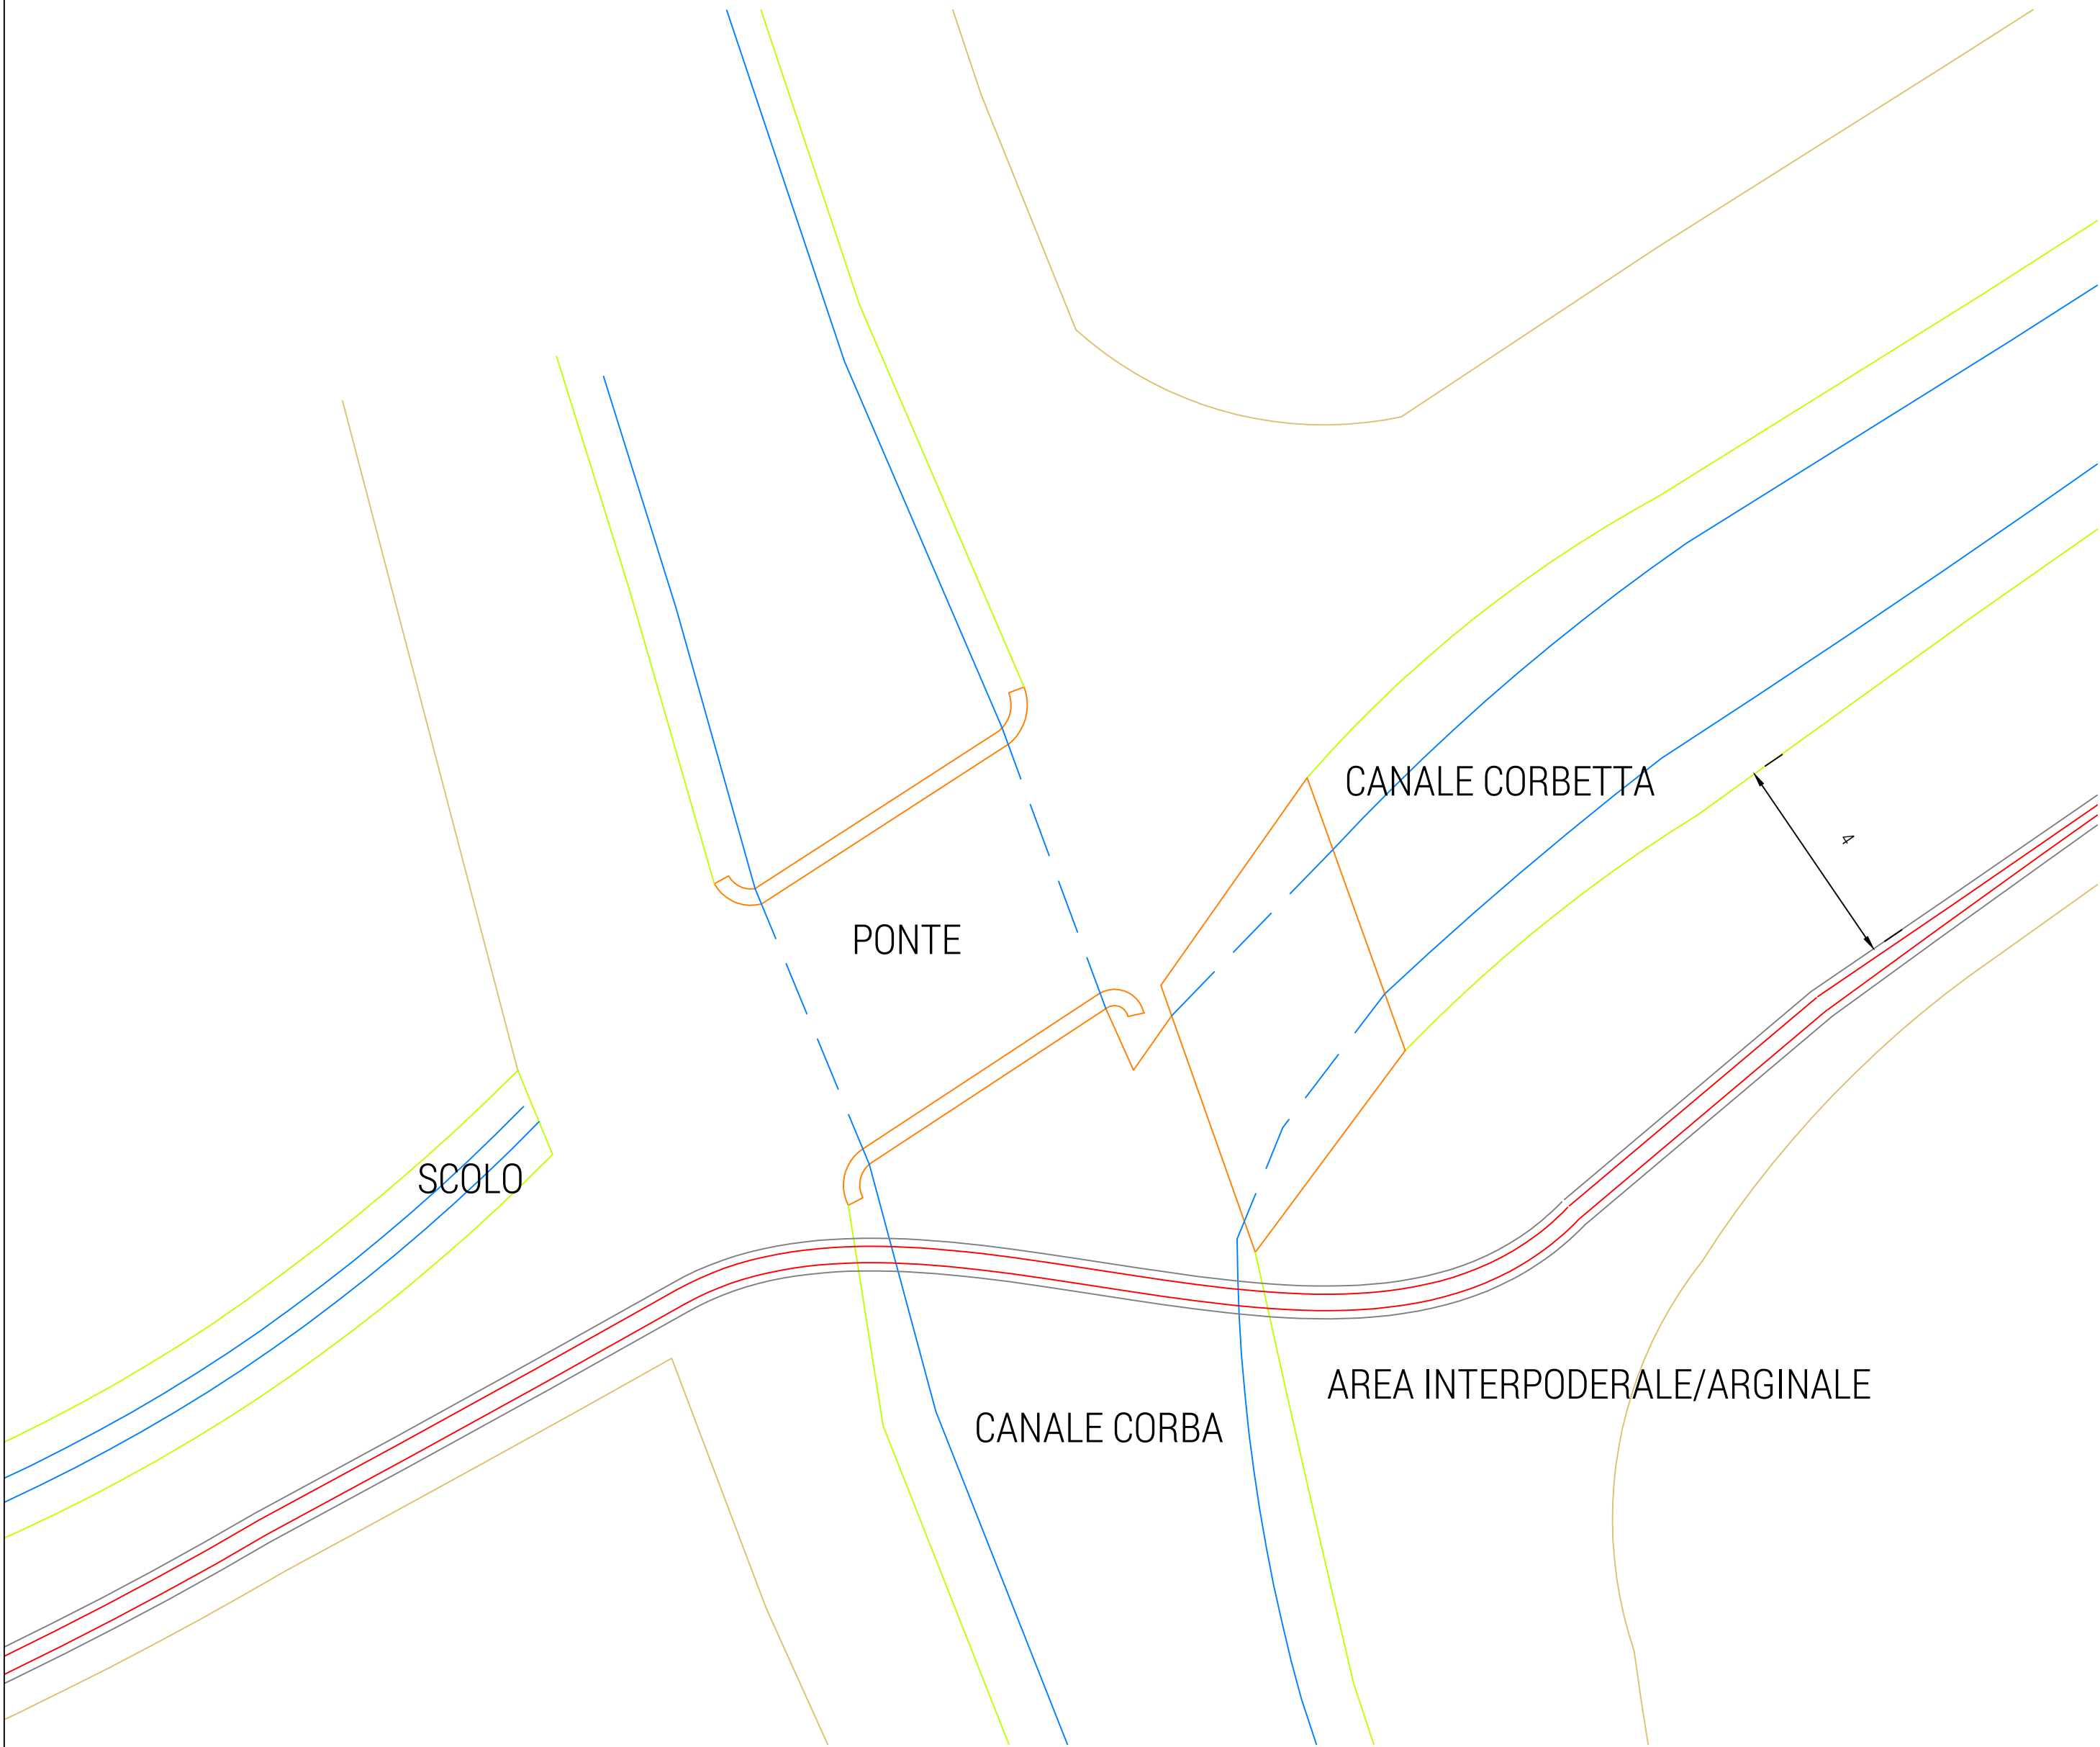 CANALE CORBETTA
4
PONTE
SCOLO
AREA INTERPODERALE/ARGINALE
CANALE CORBA